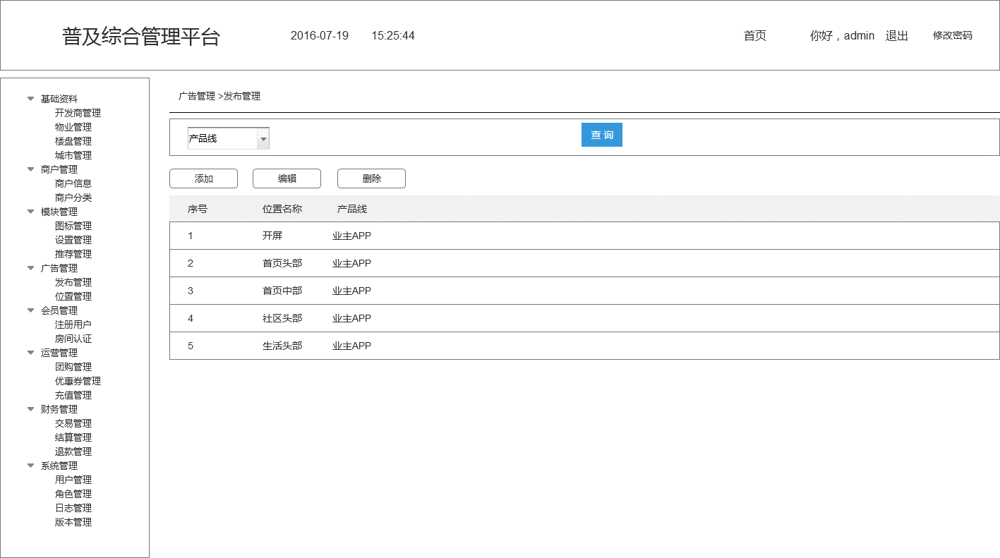 普及综合管理平台 2016-07-19 15:25:44 首页 你好，admin 退出 修改密码
基础资料
开发商管理
物业管理
楼盘管理
城市管理
商户管理
商户信息
商户分类
模块管理
图标管理
设置管理
推荐管理
广告管理
发布管理
位置管理
会员管理
注册用户
房间认证
运营管理
团购管理
优惠券管理
充值管理
财务管理
交易管理
结算管理
退款管理
系统管理
用户管理
角色管理
日志管理
版本管理
广告管理 >发布管理
产品线 查 询
添加 编辑 删除
序号 位置名称 产品线
1 开屏 业主APP
2 首页头部 业主APP
3 首页中部 业主APP
4 社区头部 业主APP
5 生活头部 业主APP